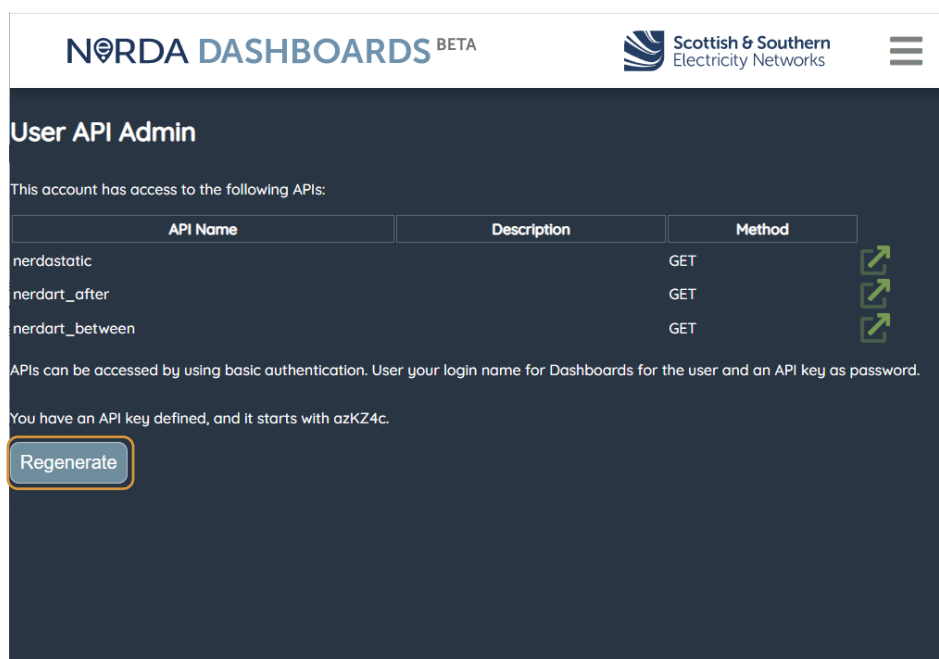 NERDA DASHBOARDS BETA
Scottish & Southern
Electricity Networks
User API Admin
This account has access to the following APIs:
API Name Description Method
nerdastatic GET
nerdart_after GET
nerdart_between GET
APIs can be accessed by using basic authentication. User your login name for Dashboards for the user and an API key as password.
You have an API key defined, and it starts with azKZ4c.
Regenerate